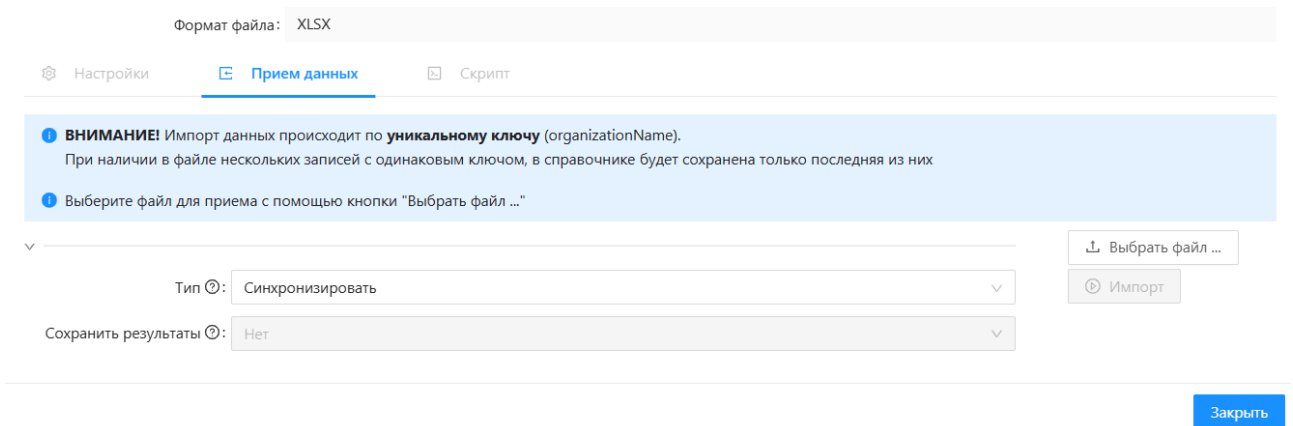 Формат файла: XLSX
Настройки Прием данных Скрипт
ВНИМАНИЕ! Импорт данных происходит по уникальному ключу (organizationName).
При наличии в файле нескольких записей с одинаковым ключом, в справочнике будет сохранена только последняя из них
Выберите файл для приема с помощью кнопки "Выбрать файл ..."
Выбрать файл ...
Тип ?: Синхронизировать
Импорт
Сохранить результаты ?: Нет
Закрыть